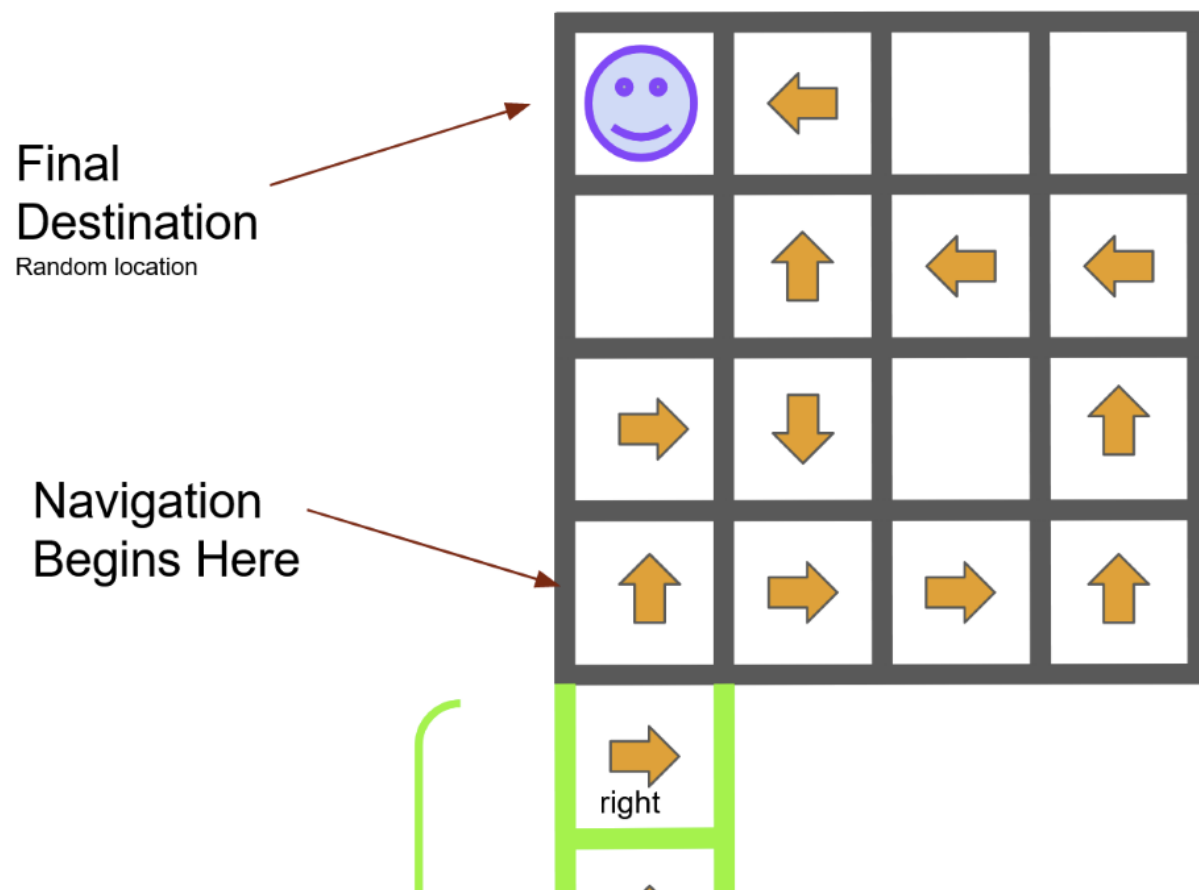 Final
Destination
Random location
Navigation
Begins Here
right